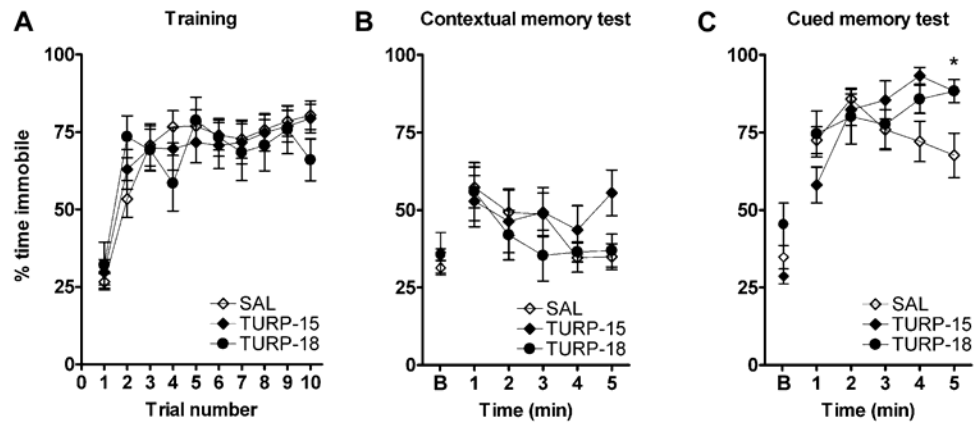 A Training
B Contextual memory test
C Cued memory test
% time immobile
100
75
50
25
0
SAL
TURP-15
TURP-18
0 1 2 3 4 5 6 7 8 9 10
Trial number
100
75
50
25
0
SAL
TURP-15
TURP-18
B 1 2 3 4 5
Time (min)
100
75
50
25
0
*
SAL
TURP-15
TURP-18
B 1 2 3 4 5
Time (min)